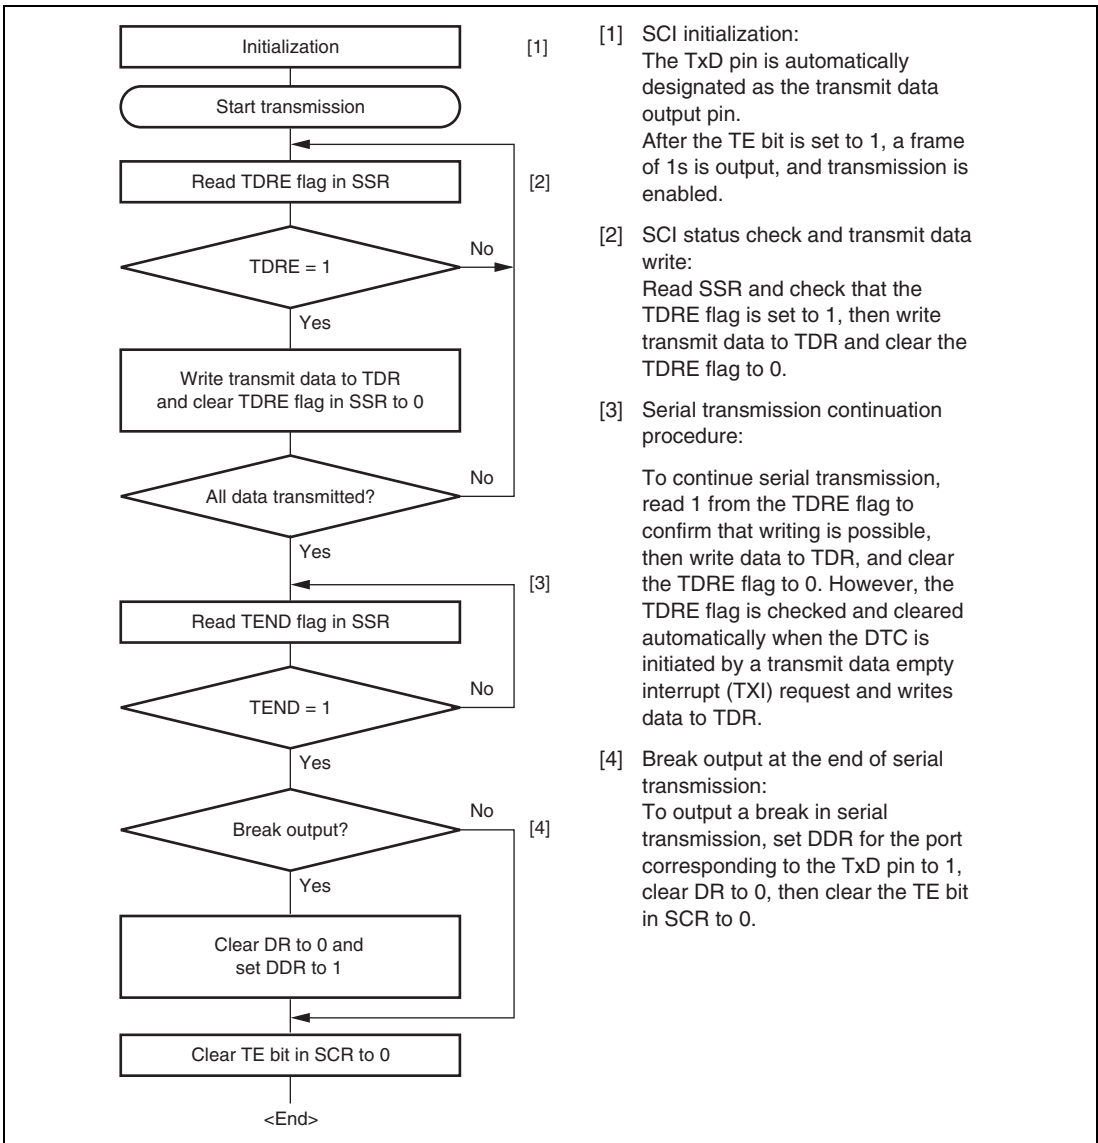 Initialization
[1]
Start transmission
Read TDRE flag in SSR
[2]
No
TDRE = 1
Yes
Write transmit data to TDR
and clear TDRE flag in SSR to 0
No
All data transmitted?
Yes
[3]
Read TEND flag in SSR
No
TEND = 1
Yes
No
Break output?
[4]
Yes
Clear DR to 0 and
set DDR to 1
Clear TE bit in SCR to 0
<End>
[1] SCI initialization:
The TxD pin is automatically
designated as the transmit data
output pin.
After the TE bit is set to 1, a frame
of 1s is output, and transmission is
enabled.
[2] SCI status check and transmit data
write:
Read SSR and check that the
TDRE flag is set to 1, then write
transmit data to TDR and clear the
TDRE flag to 0.
[3] Serial transmission continuation
procedure:
To continue serial transmission,
read 1 from the TDRE flag to
confirm that writing is possible,
then write data to TDR, and clear
the TDRE flag to 0. However, the
TDRE flag is checked and cleared
automatically when the DTC is
initiated by a transmit data empty
interrupt (TXI) request and writes
data to TDR.
[4] Break output at the end of serial
transmission:
To output a break in serial
transmission, set DDR for the port
corresponding to the TxD pin to 1,
clear DR to 0, then clear the TE bit
in SCR to 0.